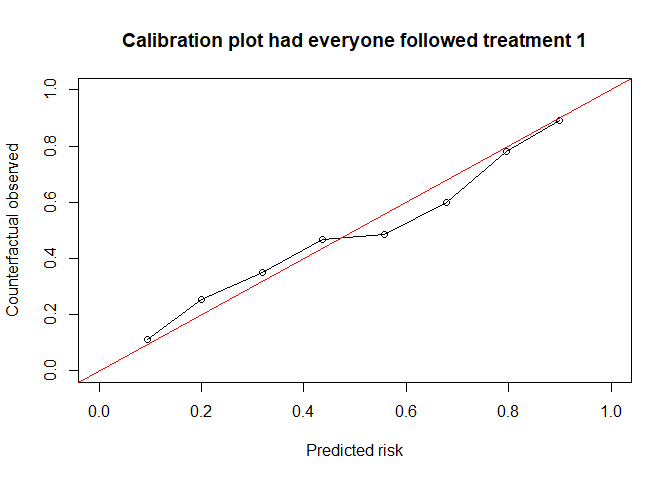 Calibration plot had everyone followed treatment 1
Counterfactual observed
1.0
0.8
0.6
0.4
0.2
0.0
0.0 0.2 0.4 0.6 0.8 1.0
Predicted risk